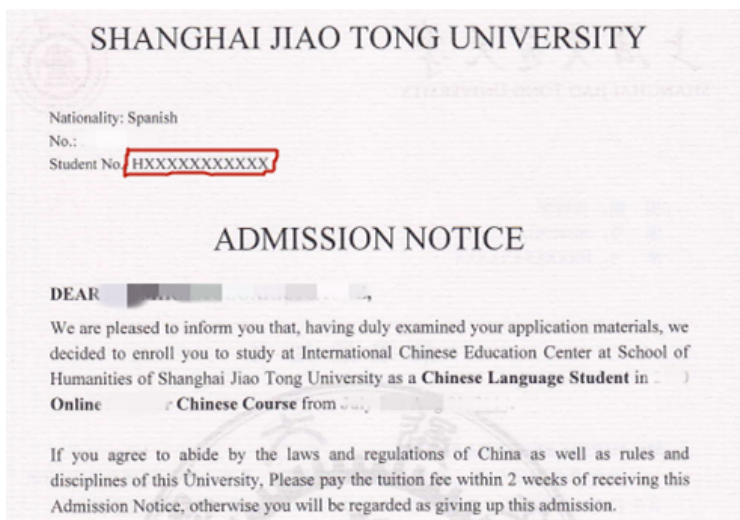 SHANGHAI JIAO TONG UNIVERSITY
Nationality: Spanish
No.:
Student No. HXXXXXXXXXXX
ADMISSION NOTICE
DEAR ,
We are pleased to inform you that, having duly examined your application materials, we
decided to enroll you to study at International Chinese Education Center at School of
Humanities of Shanghai Jiao Tong University as a Chinese Language Student in
Online Chinese Course from
If you agree to abide by the laws and regulations of China as well as rules and
disciplines of this Ùniversity, Please pay the tuition fee within 2 weeks of receiving this
Admission Notice, otherwise you will be regarded as giving up this admission.